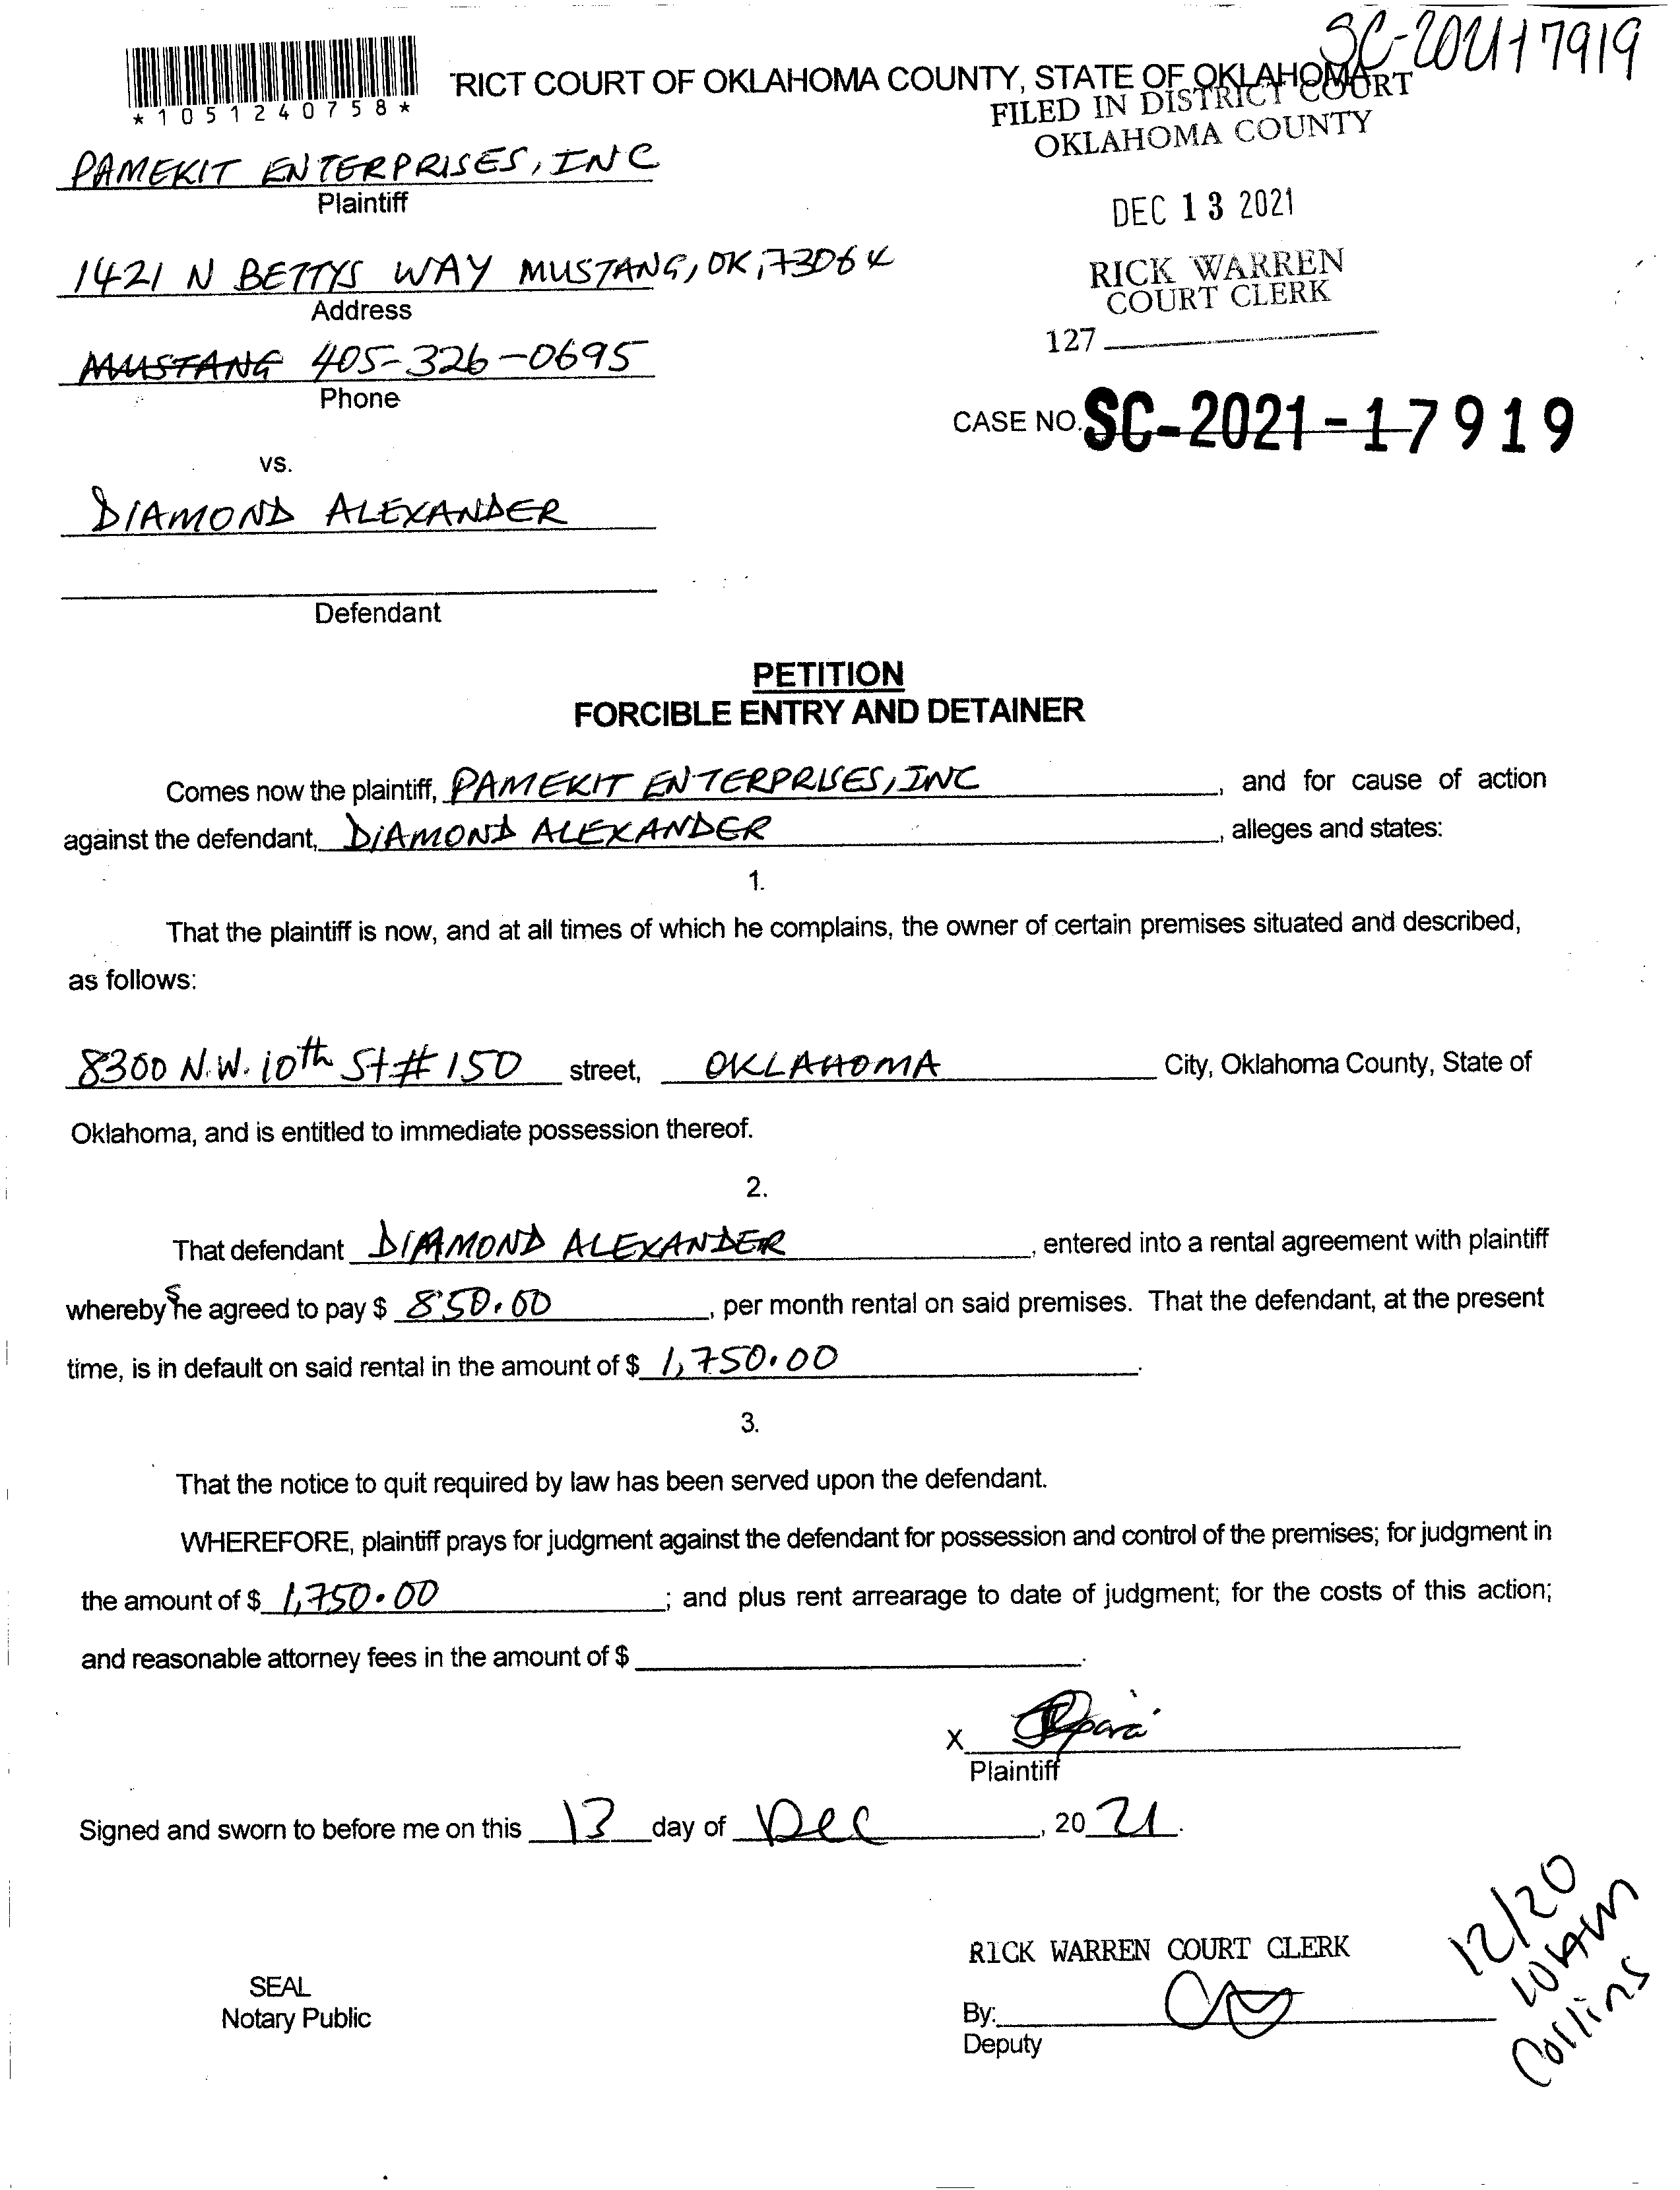 SC-2021-17919
*1051240758*
RICT COURT OF OKLAHOMA COUNTY, STATE OF OKLAHOMA
FILED IN DISTRICT COURT
OKLAHOMA COUNTY
PAMEKIT ENTERPRISES, INC
Plaintiff
DEC 13 2021
1421 N BETTYS WAY MUSTANG, OK, 73064
Address
RICK WARREN
COURT CLERK
127
MUSTANG 405-326-0695
Phone
CASE NO. SC-2021-17919
vs.
DIAMOND ALEXANDER
Defendant
PETITION
FORCIBLE ENTRY AND DETAINER
Comes now the plaintiff, PAMEKIT ENTERPRISES, INC, and for cause of action
against the defendant, DIAMOND ALEXANDER, alleges and states:
1.
That the plaintiff is now, and at all times of which he complains, the owner of certain premises situated and described,
as follows:
8300 N.W. 10th St # 150 street, OKLAHOMA City, Oklahoma County, State of
Oklahoma, and is entitled to immediate possession thereof.
2.
That defendant DIAMOND ALEXANDER, entered into a rental agreement with plaintiff
whereby she agreed to pay $ 850.00, per month rental on said premises. That the defendant, at the present
time, is in default on said rental in the amount of $ 1,750.00.
3.
That the notice to quit required by law has been served upon the defendant.
WHEREFORE, plaintiff prays for judgment against the defendant for possession and control of the premises; for judgment in
the amount of $ 1,750.00; and plus rent arrearage to date of judgment; for the costs of this action;
and reasonable attorney fees in the amount of $ .
X
Plaintiff
Signed and sworn to before me on this 13 day of Dec, 2021.
12/20
Collins
RICK WARREN COURT CLERK
SEAL
Notary Public
By:
Deputy